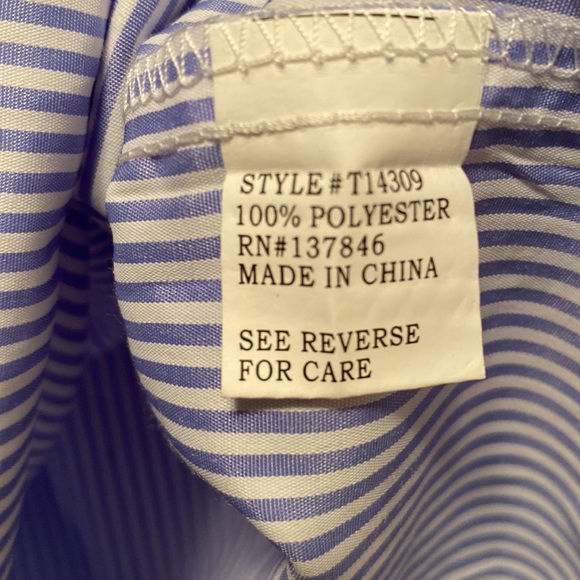 STYLE#T14309
100% POLYESTER
RN#137846
MADE IN CHINA
SEE REVERSE
FOR CARE